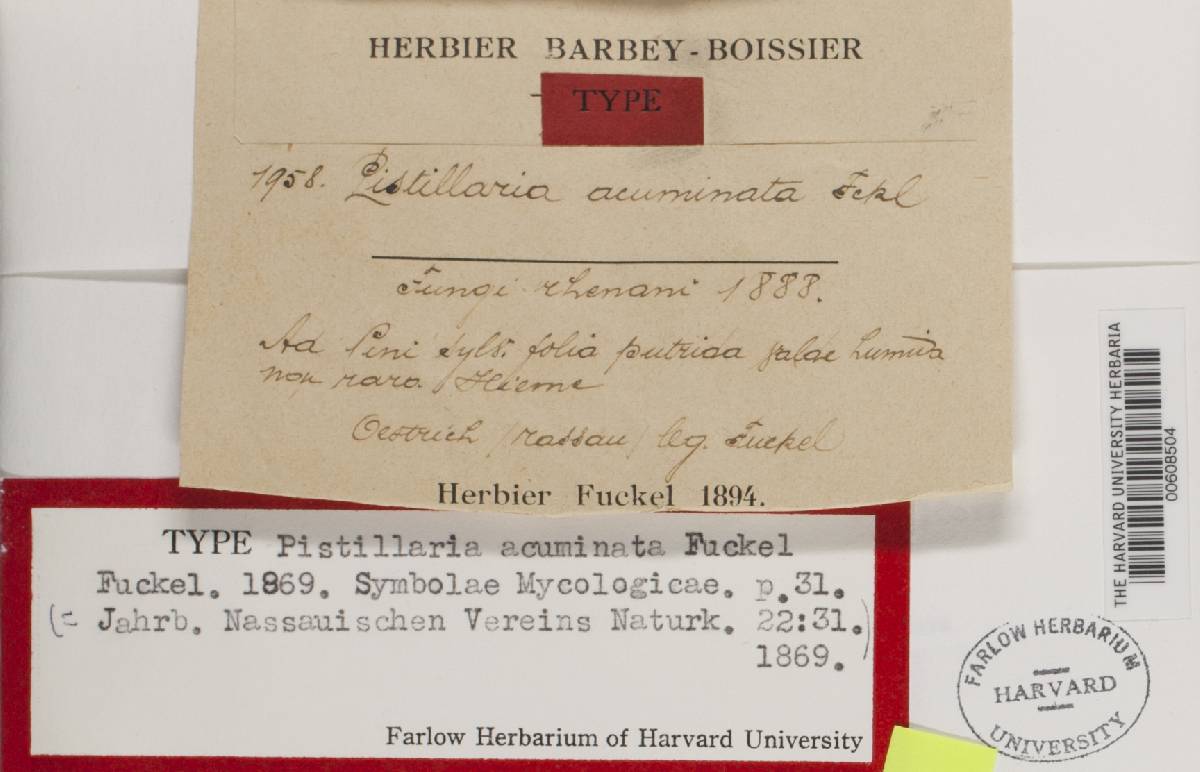 HERBIER BARBEY-BOISSIER
TYPE
1958. Pistillaria acuminata Fckl
Fungi rhenani 1888.
Ad Pini sylv. folia putrida valde humida
non raro. Hieme
Oestrich (Nassau) leg. Fuckel
Herbier Fuckel 1894.
TYPE Pistillaria acuminata Fuckel
Fuckel. 1869. Symbolae Mycologicae. p.31.
(= Jahrb. Nassauischen Vereins Naturk. 22:31.)
1869.
Farlow Herbarium of Harvard University
THE HARVARD UNIVERSITY HERBARIA
00608504
FARLOW HERBARIUM
HARVARD
UNIVERSITY